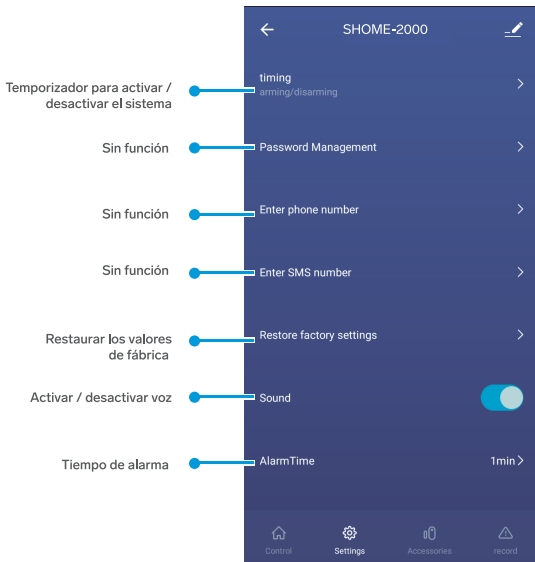 SHOME-2000
Temporizador para activar /
desactivar el sistema
timing
arming/disarming
Sin función
Password Management
Sin función
Enter phone number
Sin función
Enter SMS number
Restaurar los valores
de fábrica
Restore factory settings
Activar / desactivar voz
Sound
Tiempo de alarma
AlarmTime
1min
Control
Settings
Accessories
record